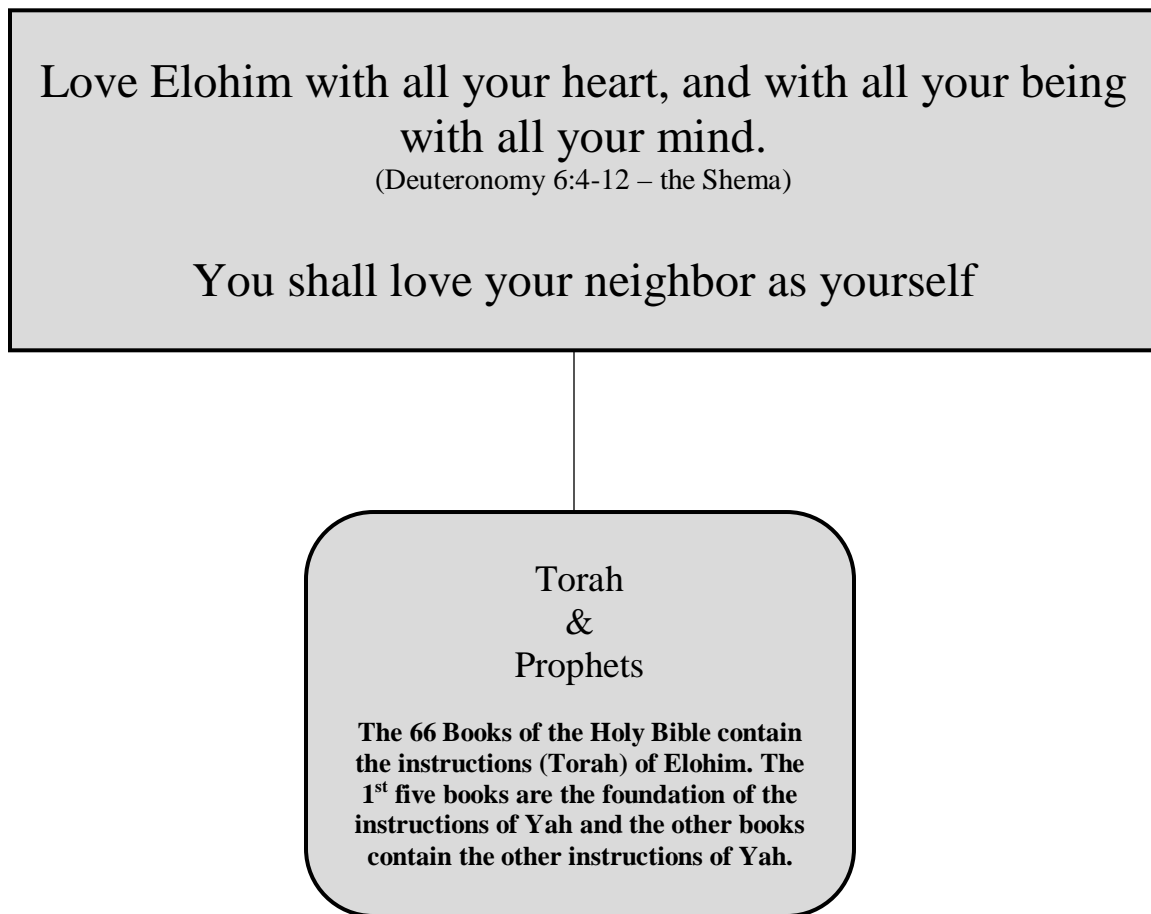 Love Elohim with all your heart, and with all your being
with all your mind.
(Deuteronomy 6:4-12 – the Shema)
You shall love your neighbor as yourself
Torah
&
Prophets
The 66 Books of the Holy Bible contain
the instructions (Torah) of Elohim. The
1st five books are the foundation of the
instructions of Yah and the other books
contain the other instructions of Yah.